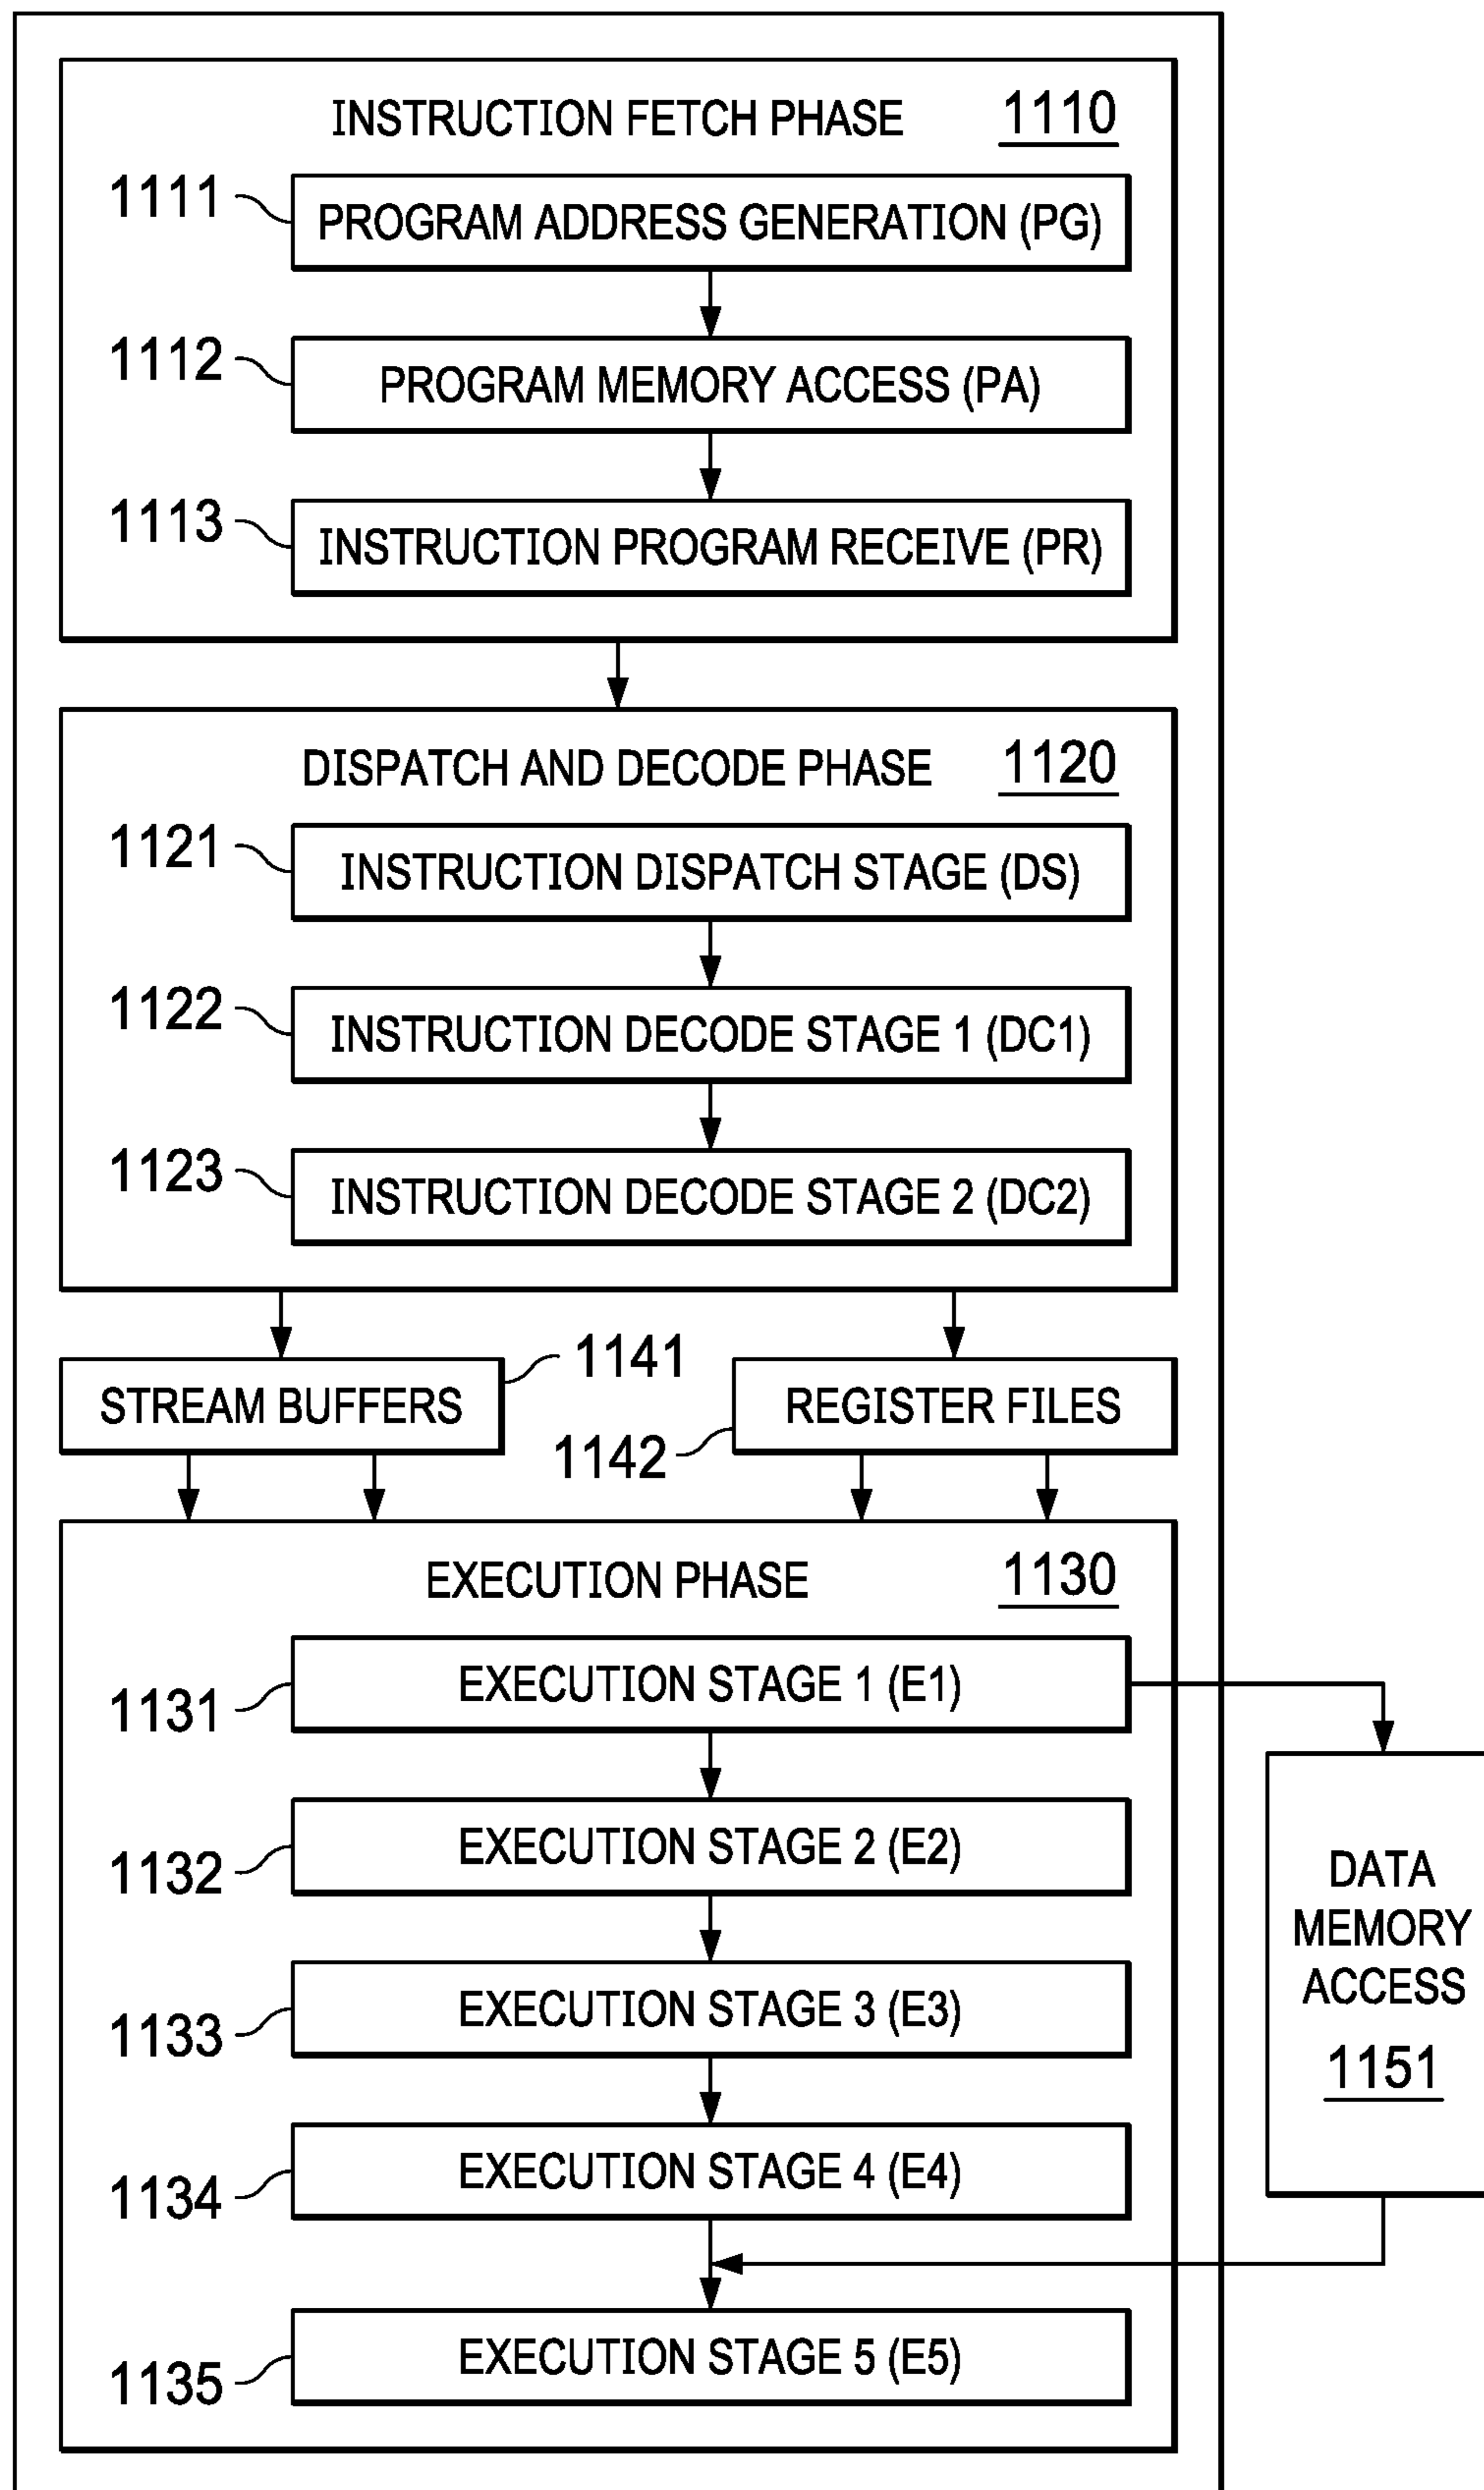 INSTRUCTION FETCH PHASE 1110
1111 PROGRAM ADDRESS GENERATION (PG)
1112 PROGRAM MEMORY ACCESS (PA)
1113 INSTRUCTION PROGRAM RECEIVE (PR)
DISPATCH AND DECODE PHASE 1120
1121 INSTRUCTION DISPATCH STAGE (DS)
1122 INSTRUCTION DECODE STAGE 1 (DC1)
1123 INSTRUCTION DECODE STAGE 2 (DC2)
STREAM BUFFERS 1141
1142 REGISTER FILES
EXECUTION PHASE 1130
1131 EXECUTION STAGE 1 (E1)
1132 EXECUTION STAGE 2 (E2)
1133 EXECUTION STAGE 3 (E3)
1134 EXECUTION STAGE 4 (E4)
1135 EXECUTION STAGE 5 (E5)
DATA
MEMORY
ACCESS
1151